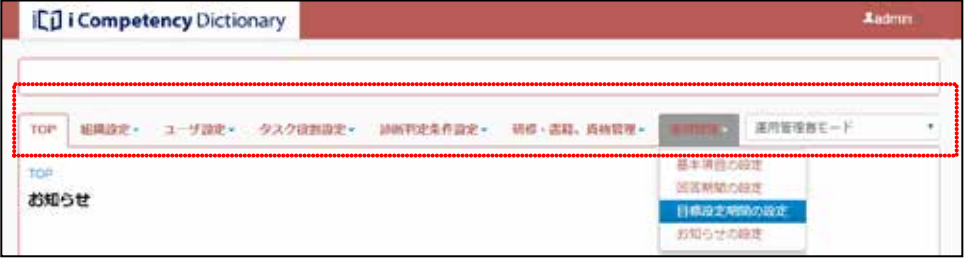 i Competency Dictionary
admin
TOP 組織設定 ユーザ設定 タスク役割設定 診断判定条件設定 研修・書籍、資格管理 運用管理者モード
基本項目の設定
TOP
回答期間の設定
お知らせ
目標設定期間の設定
お知らせの設定